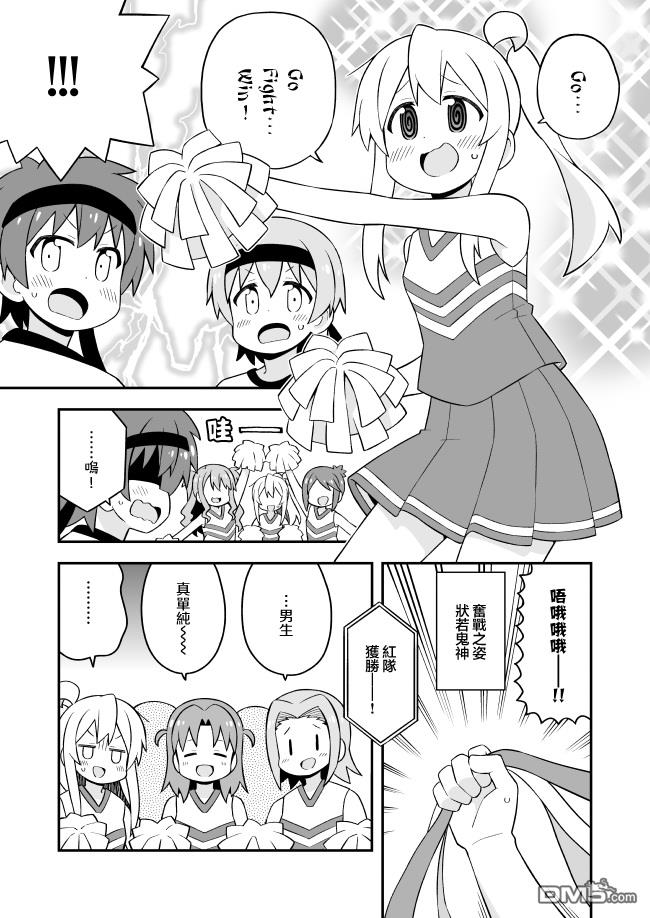 Go…
Go
Fight…
Win!
!!!
哇——
……
嗚！
唔哦哦哦
——!!
奮戰之姿
狀若鬼神
紅隊
獲勝——！
…男生
真單純~~~
………
DM5.com